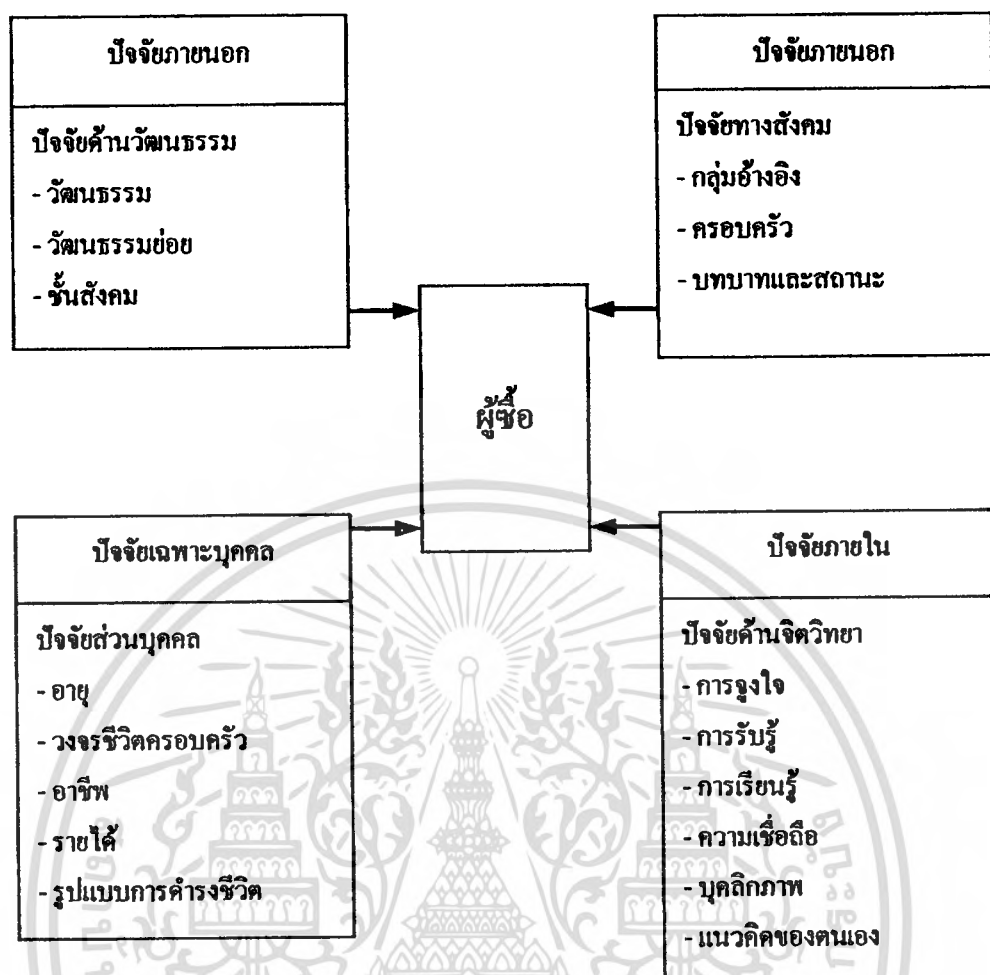 ปัจจัยภายนอก
ปัจจัยด้านวัฒนธรรม
- วัฒนธรรม
- วัฒนธรรมย่อย
- ชั้นสังคม
ปัจจัยภายนอก
ปัจจัยทางสังคม
- กลุ่มอ้างอิง
- ครอบครัว
- บทบาทและสถานะ
ผู้ซื้อ
ปัจจัยเฉพาะบุคคล
ปัจจัยส่วนบุคคล
- อายุ
- วงจรชีวิตครอบครัว
- อาชีพ
- รายได้
- รูปแบบการดำรงชีวิต
ปัจจัยภายใน
ปัจจัยด้านจิตวิทยา
- การจูงใจ
- การรับรู้
- การเรียนรู้
- ความเชื่อถือ
- บุคลิกภาพ
- แนวคิดของตนเอง